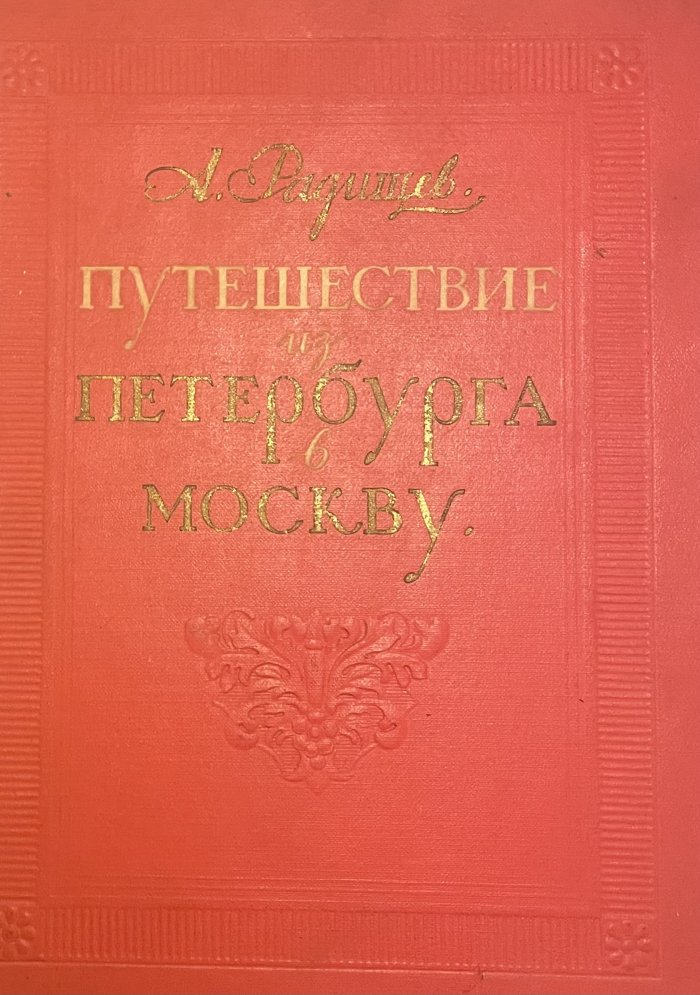 А. Радищев.
ПУТЕШЕСТВИЕ
из
ПЕТЕРБУРГА
в
МОСКВУ.